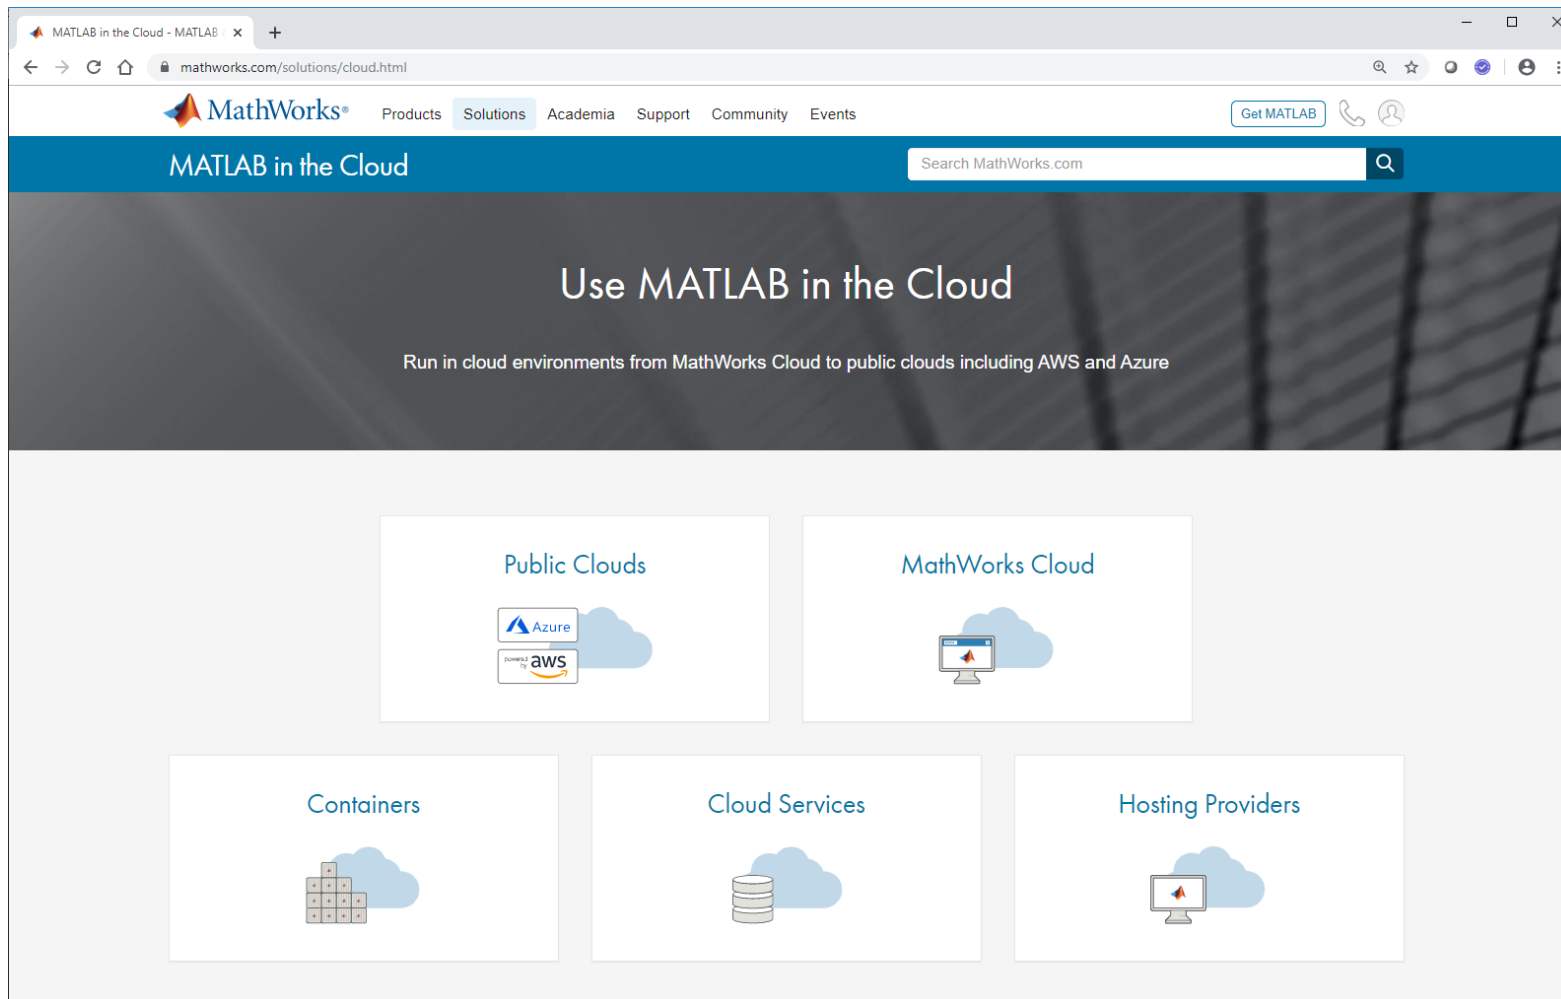 MATLAB in the Cloud - MATLAB
mathworks.com/solutions/cloud.html
MathWorks® Products Solutions Academia Support Community Events Get MATLAB
MATLAB in the Cloud Search MathWorks.com
Use MATLAB in the Cloud
Run in cloud environments from MathWorks Cloud to public clouds including AWS and Azure
Public Clouds MathWorks Cloud
Azure
powered by aws
Containers Cloud Services Hosting Providers